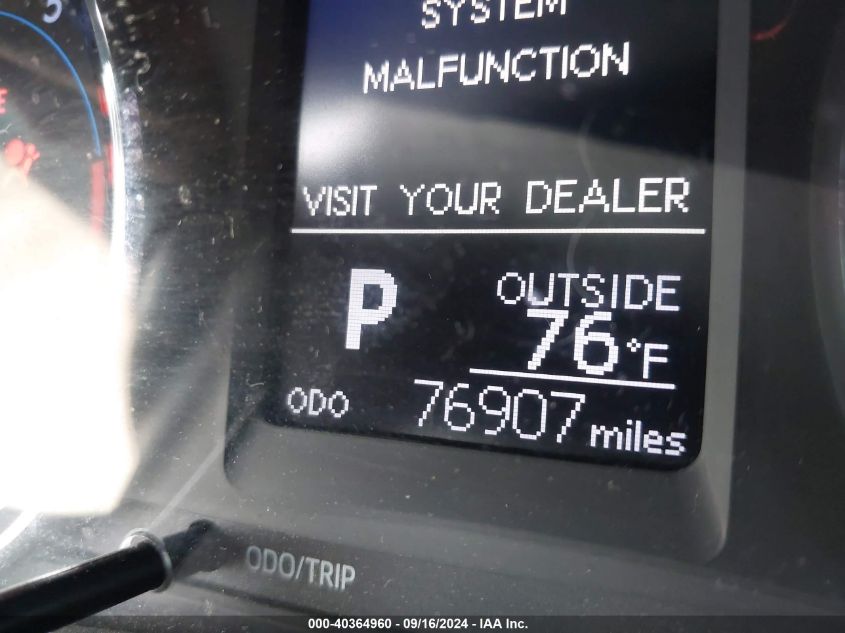 5
SYSTEM
MALFUNCTION
VISIT YOUR DEALER
P
OUTSIDE
76°F
ODO 76907 miles
ODO/TRIP
000-40364960 - 09/16/2024 - IAA Inc.